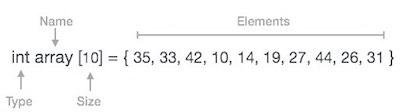 Name
Elements
int array [10] = { 35, 33, 42, 10, 14, 19, 27, 44, 26, 31 }
Type
Size